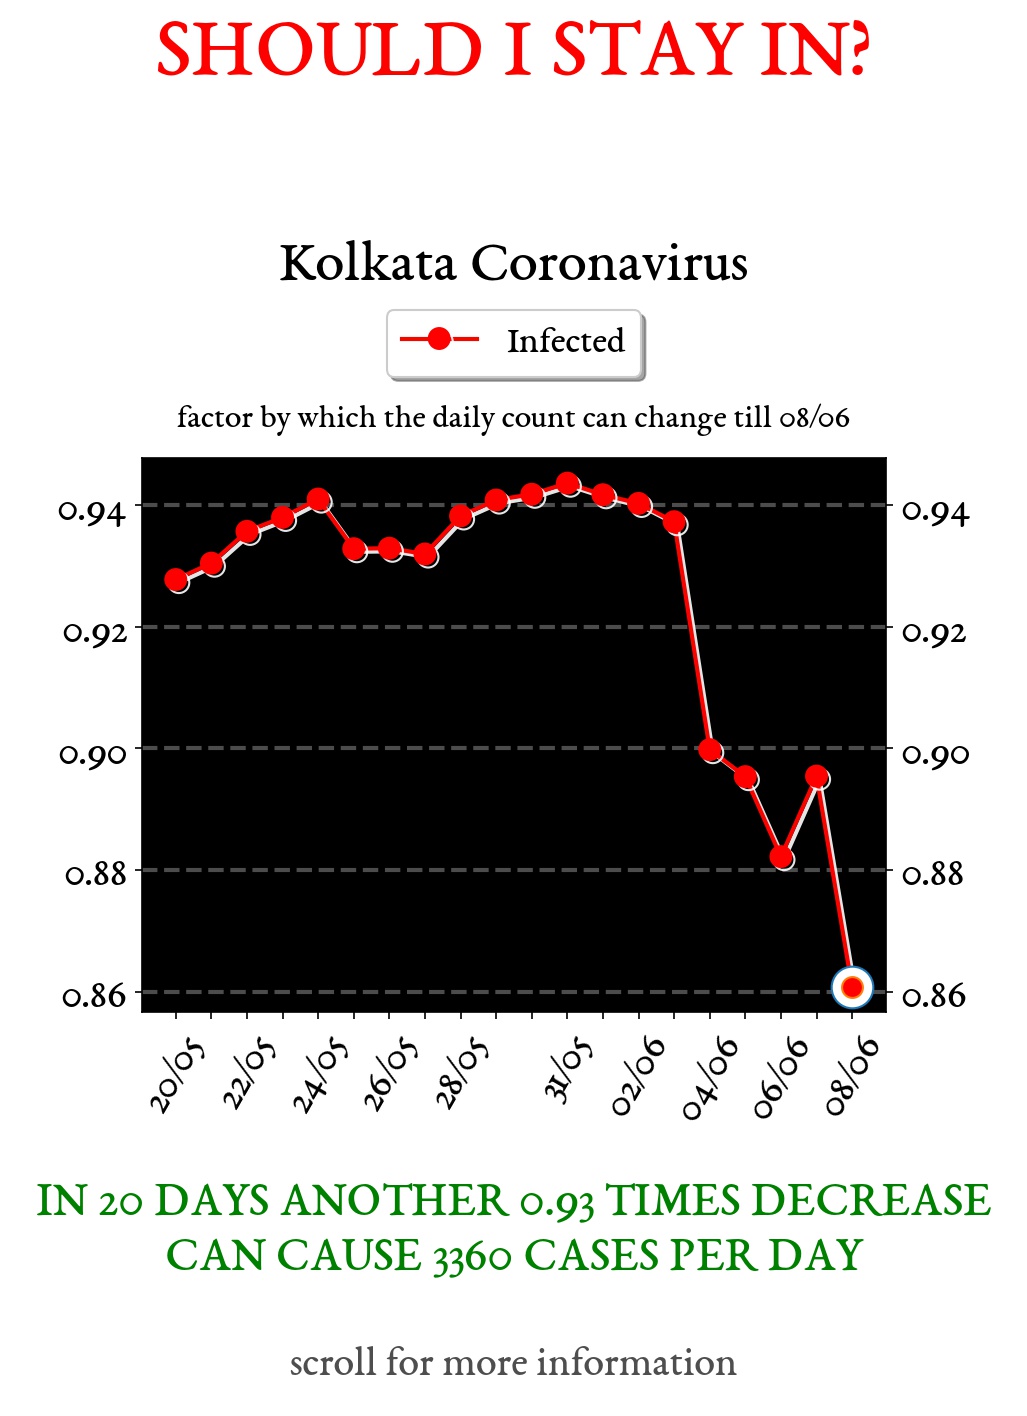 SHOULD I STAY IN?
Kolkata Coronavirus
Infected
factor by which the daily count can change till 08/06
0.94 0.94
0.92 0.92
0.90 0.90
0.88 0.88
0.86 0.86
20/05 22/05 24/05 26/05 28/05 31/05 02/06 04/06 06/06 08/06
IN 20 DAYS ANOTHER 0.93 TIMES DECREASE
CAN CAUSE 3360 CASES PER DAY
scroll for more information